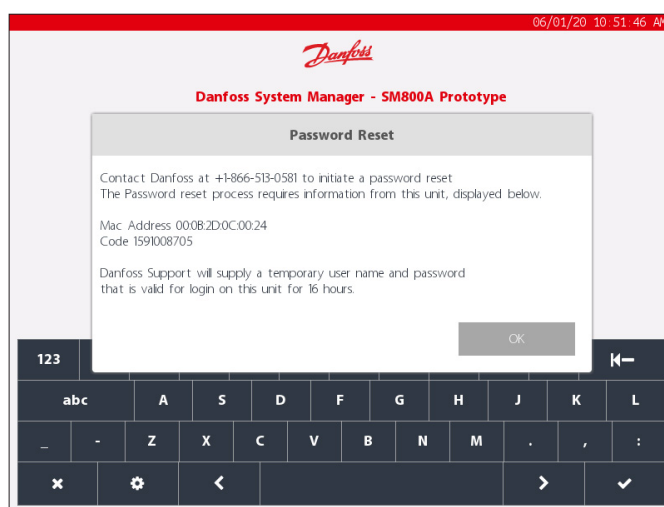 06/01/20 10:51:46 AM
Danfoss
Danfoss System Manager - SM800A Prototype
Password Reset
Contact Danfoss at +1-866-513-0581 to initiate a password reset
The Password reset process requires information from this unit, displayed below.
Mac Address 00:0B:2D:0C:00:24
Code 1591008705
Danfoss Support will supply a temporary user name and password
that is valid for login on this unit for 16 hours.
OK
123
abc A S D F G H J K L
_ - Z X C V B N M . , :